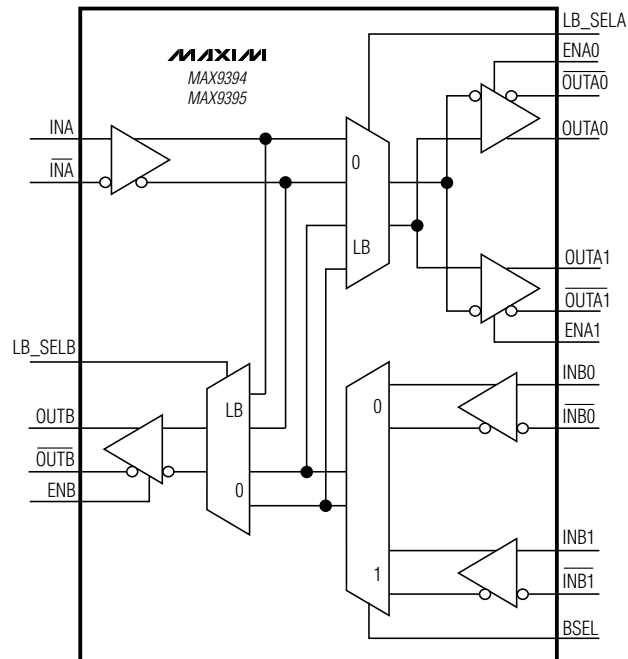 LB_SELA
ENA0
OUTA0
OUTA0
MAXIM
MAX9394
MAX9395
INA
INA
0
LB
OUTA1
OUTA1
ENA1
LB_SELB
LB
0
OUTB
OUTB
ENB
INB0
INB0
0
1
INB1
INB1
BSEL